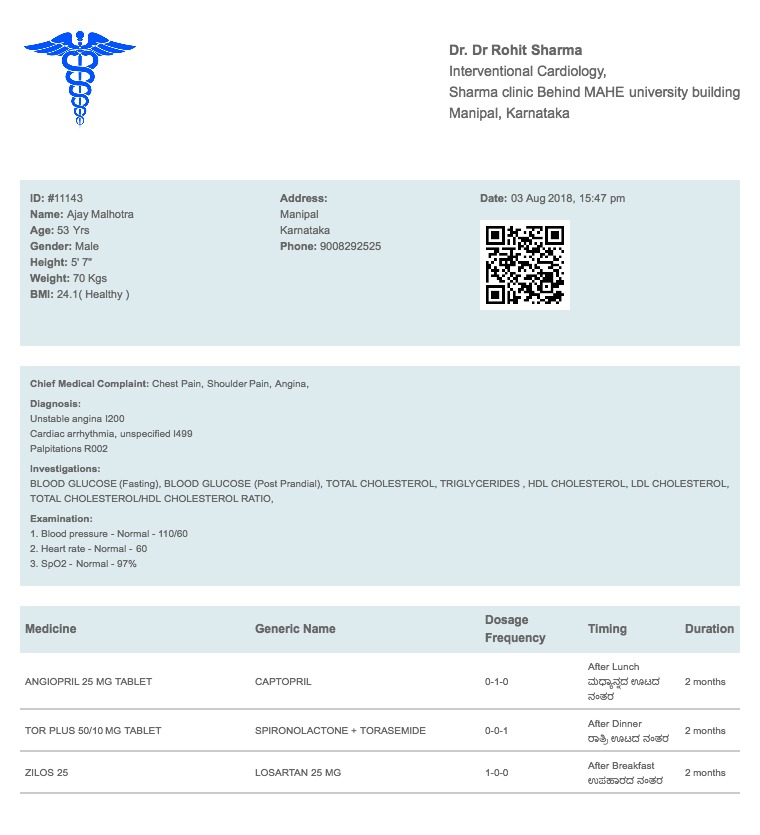 Dr. Dr Rohit Sharma
Interventional Cardiology,
Sharma clinic Behind MAHE university building
Manipal, Karnataka
ID: #11143
Name: Ajay Malhotra
Age: 53 Yrs
Gender: Male
Height: 5' 7"
Weight: 70 Kgs
BMI: 24.1( Healthy )
Address:
Manipal
Karnataka
Phone: 9008292525
Date: 03 Aug 2018, 15:47 pm
Chief Medical Complaint: Chest Pain, Shoulder Pain, Angina,
Diagnosis:
Unstable angina I200
Cardiac arrhythmia, unspecified I499
Palpitations R002
Investigations:
BLOOD GLUCOSE (Fasting), BLOOD GLUCOSE (Post Prandial), TOTAL CHOLESTEROL, TRIGLYCERIDES , HDL CHOLESTEROL, LDL CHOLESTEROL,
TOTAL CHOLESTEROL/HDL CHOLESTEROL RATIO,
Examination:
1. Blood pressure - Normal - 110/60
2. Heart rate - Normal - 60
3. SpO2 - Normal - 97%
Medicine Generic Name Dosage Frequency Timing Duration
ANGIOPRIL 25 MG TABLET CAPTOPRIL 0-1-0 After Lunch 2 months
ಮಧ್ಯಾನ್ನದ ಊಟದ
ನಂತರ
TOR PLUS 50/10 MG TABLET SPIRONOLACTONE + TORASEMIDE 0-0-1 After Dinner 2 months
ರಾತ್ರಿ ಊಟದ ನಂತರ
ZILOS 25 LOSARTAN 25 MG 1-0-0 After Breakfast 2 months
ಉಪಹಾರದ ನಂತರ